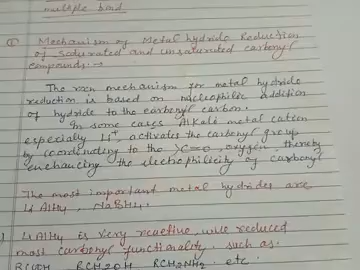 multiple bond
Mechanism of Metal hydride Reduction
of saturated and unsaturated carbonyl
compounds :→
The main mechanism for metal hydride
reduction is based on nucleophilic addition
of hydride to the carbonyl carbon.
In some cases Alkali metal cation
especially Li+, activates the carbonyl group
by coordinating to the >C=O, oxygen, thereby
enhancing the electrophilicity of carbonyl
The most important metal hydrides are
LiAlH4, NaBH4.
LiAlH4 is very reactive, will reduced
most carbonyl functionality such as.
RCOOH RCH2OH RCH2NH2 etc.